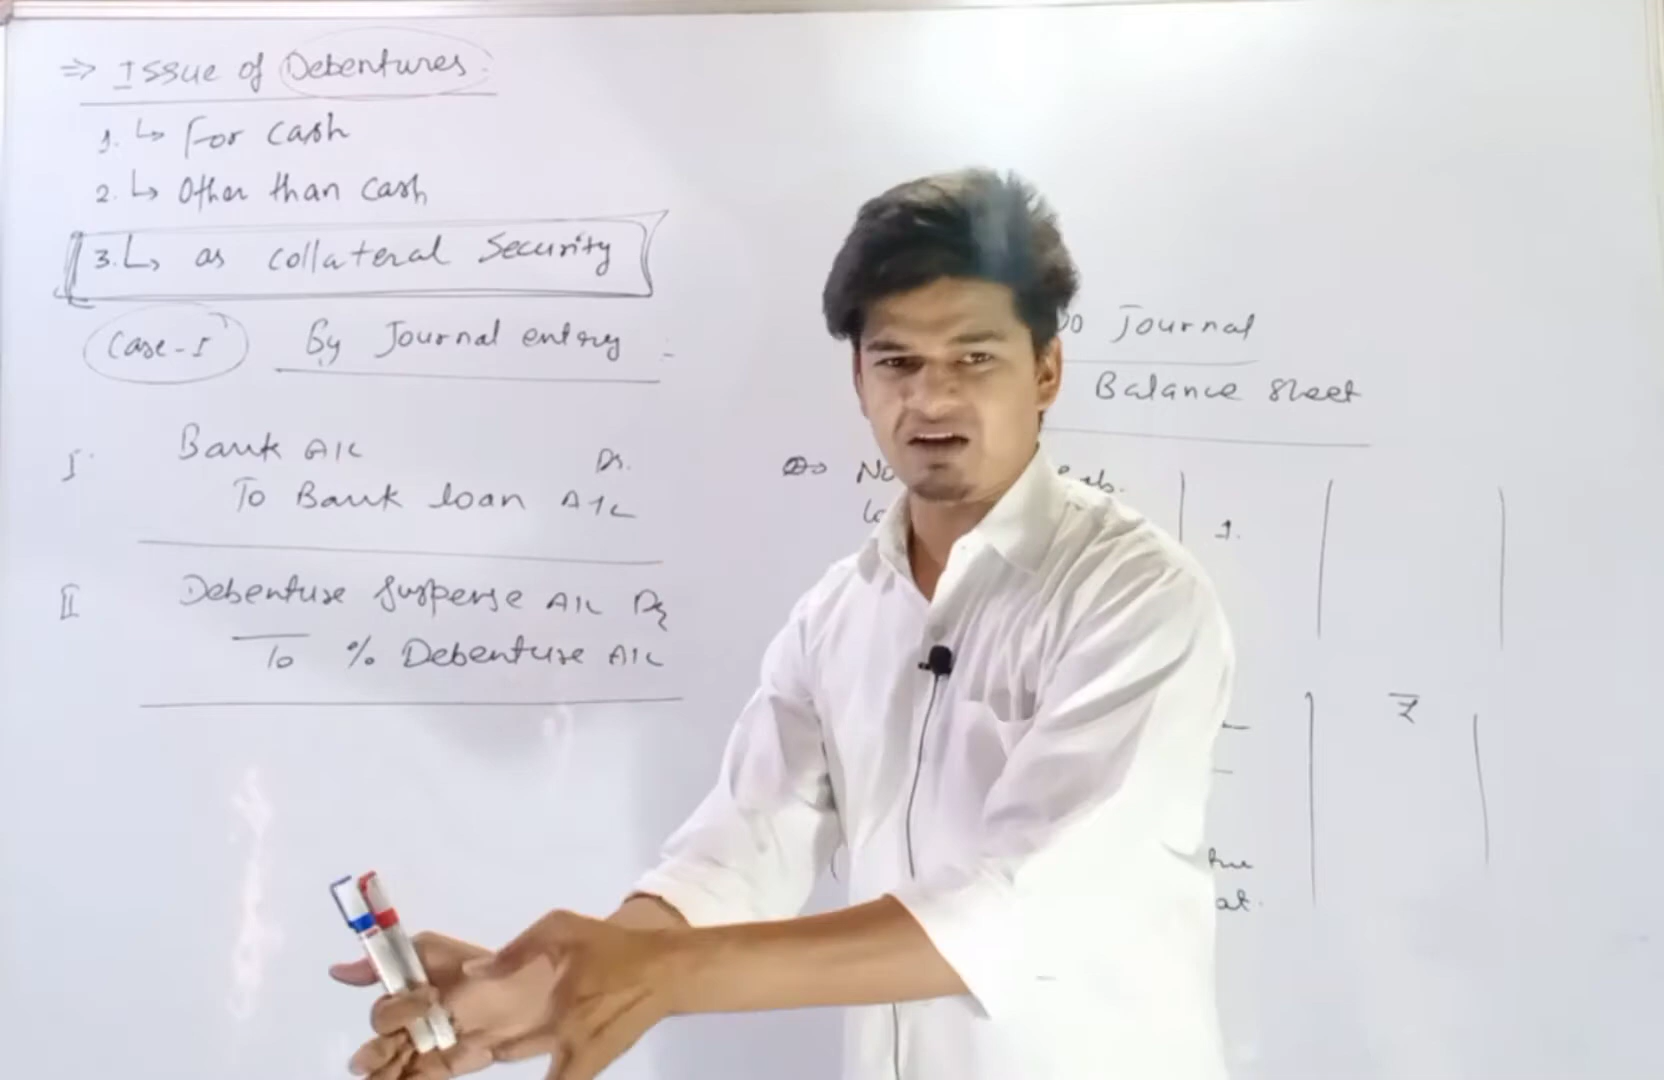 ⇒ Issue of Debentures
1. ↳ For cash
2. ↳ Other than cash
3. ↳ as collateral Security
Case-I By Journal entry :-
I Bank A/c Dr.
To Bank loan A/c
II Debenture Suspense A/c Dr
To % Debenture A/c
Journal
Balance Sheet
1.
₹